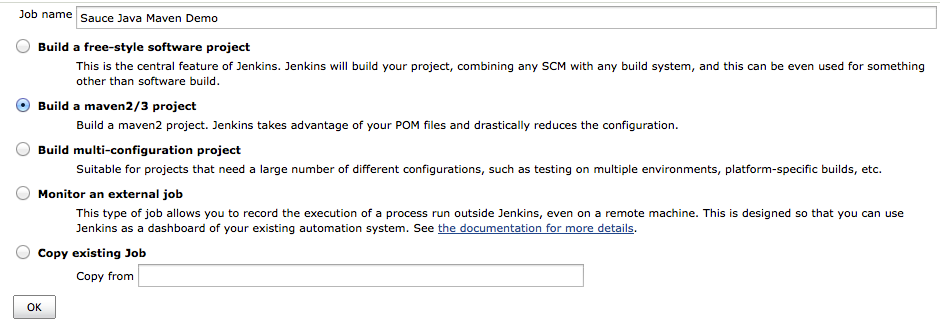 Job name Sauce Java Maven Demo
Build a free-style software project
This is the central feature of Jenkins. Jenkins will build your project, combining any SCM with any build system, and this can be even used for something
other than software build.
Build a maven2/3 project
Build a maven2 project. Jenkins takes advantage of your POM files and drastically reduces the configuration.
Build multi-configuration project
Suitable for projects that need a large number of different configurations, such as testing on multiple environments, platform-specific builds, etc.
Monitor an external job
This type of job allows you to record the execution of a process run outside Jenkins, even on a remote machine. This is designed so that you can use
Jenkins as a dashboard of your existing automation system. See the documentation for more details.
Copy existing Job
Copy from
OK